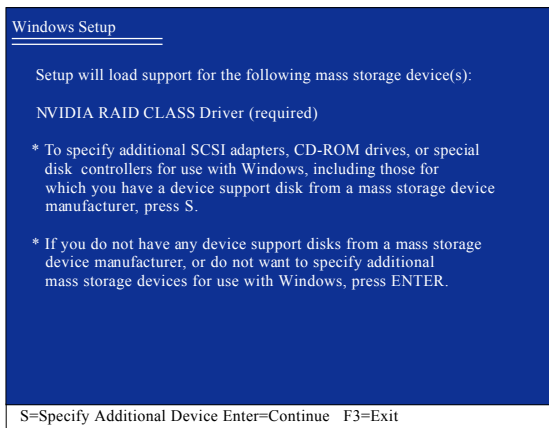 Windows Setup
Setup will load support for the following mass storage device(s):
NVIDIA RAID CLASS Driver (required)
* To specify additional SCSI adapters, CD-ROM drives, or special
disk controllers for use with Windows, including those for
which you have a device support disk from a mass storage device
manufacturer, press S.
* If you do not have any device support disks from a mass storage
device manufacturer, or do not want to specify additional
mass storage devices for use with Windows, press ENTER.
S=Specify Additional Device Enter=Continue F3=Exit